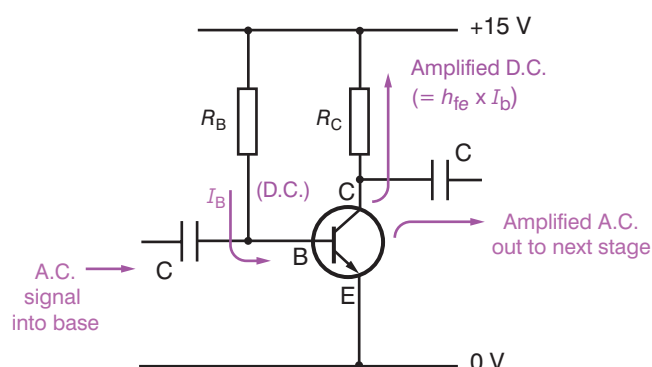 +15 V
Amplified D.C.
(= hfe x Ib)
RB
RC
C
IB
(D.C.)
C
Amplified A.C.
out to next stage
B
C
A.C.
signal
into base
E
0 V